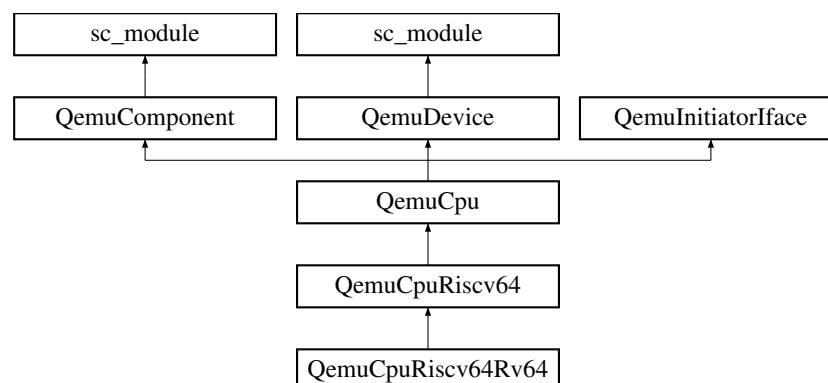 sc_module
sc_module
QemuComponent
QemuDevice
QemuInitiatorIface
QemuCpu
QemuCpuRiscv64
QemuCpuRiscv64Rv64